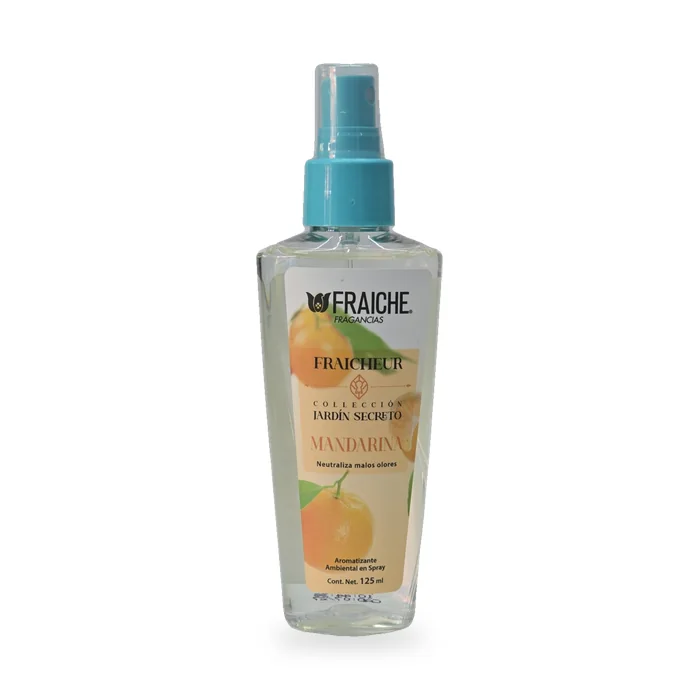 FRAICHE®
FRAGANCIAS
FRAICHEUR
COLLECCIÓN
JARDÍN SECRETO
MANDARINA
Neutraliza malos olores
Aromatizante
Ambiental en Spray
Cont. Net. 125 ml